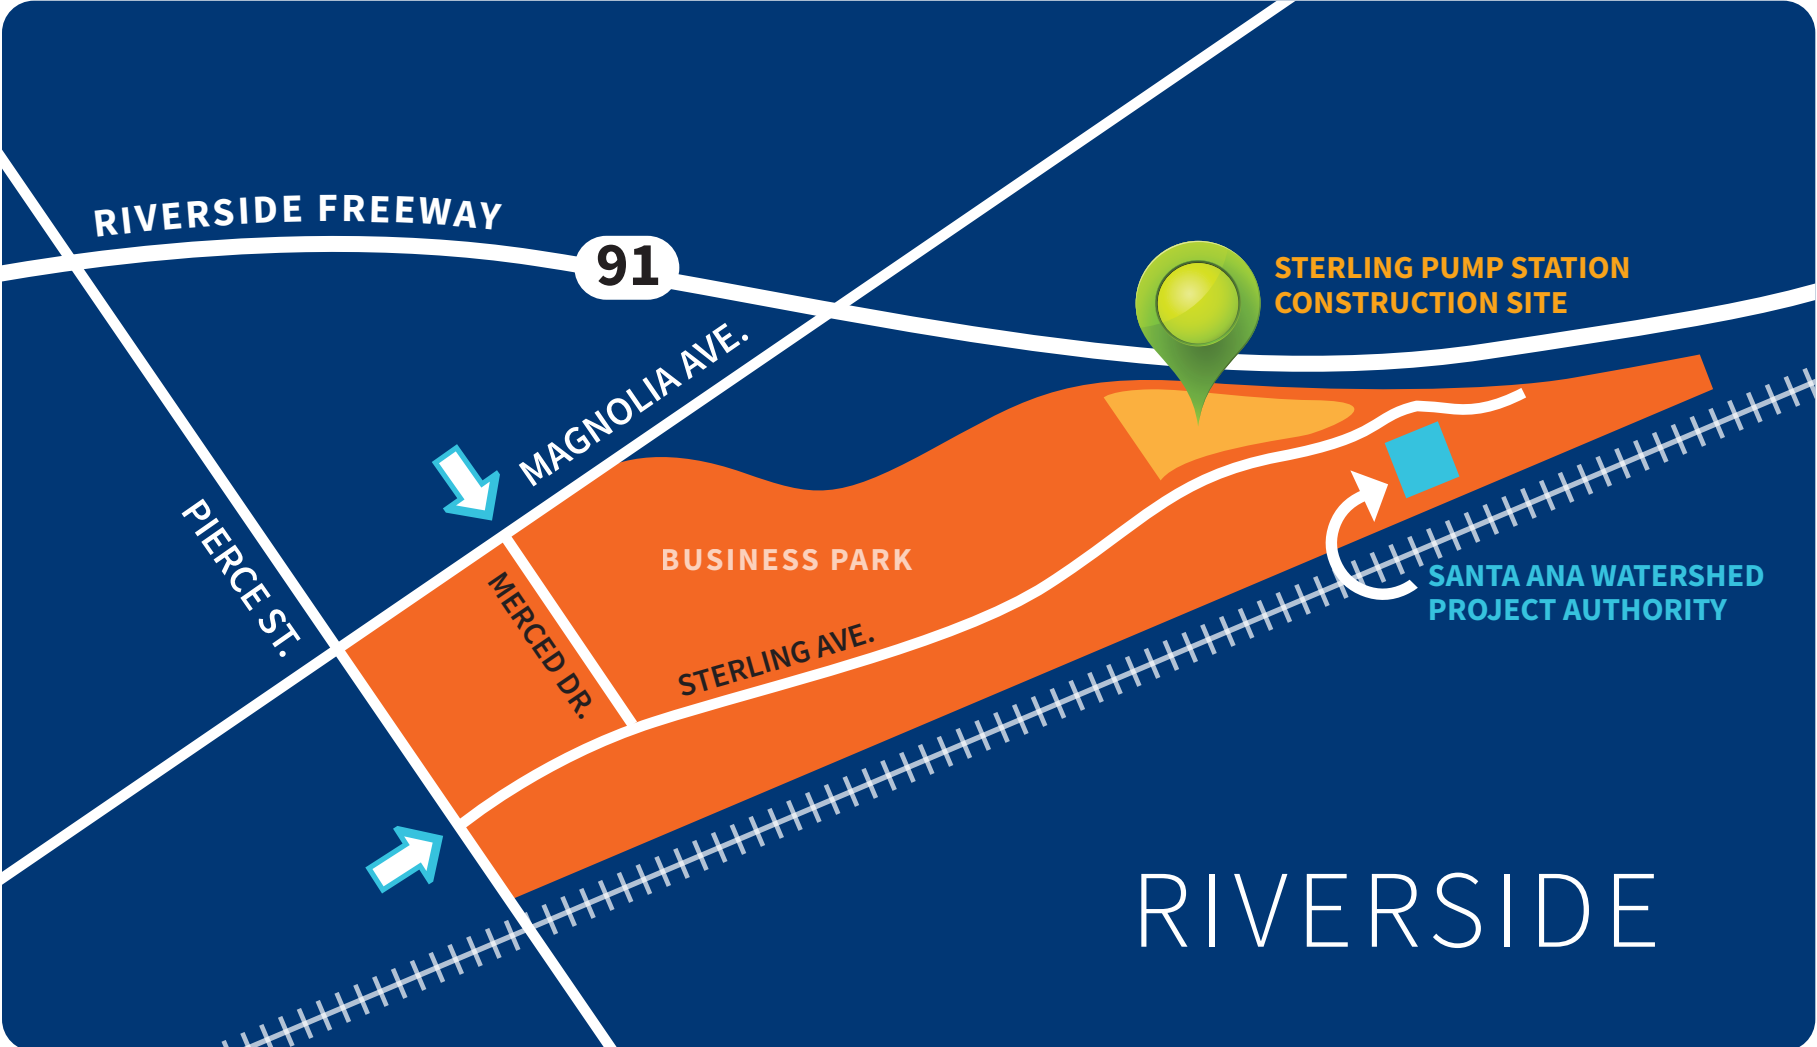 RIVERSIDE FREEWAY
91
STERLING PUMP STATION
CONSTRUCTION SITE
MAGNOLIA AVE.
PIERCE ST.
BUSINESS PARK
MERCED DR.
STERLING AVE.
SANTA ANA WATERSHED
PROJECT AUTHORITY
RIVERSIDE